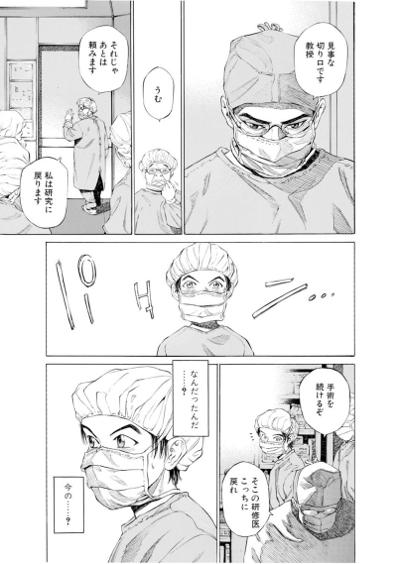 見事な
切り口です
教授
うむ
それじゃ
あとは
頼みます
私は研究に
戻ります
パタン…
手術を
続けるぞ
そこの研修医
こっちに
戻れ
なんだったんだ
……?
今の……?